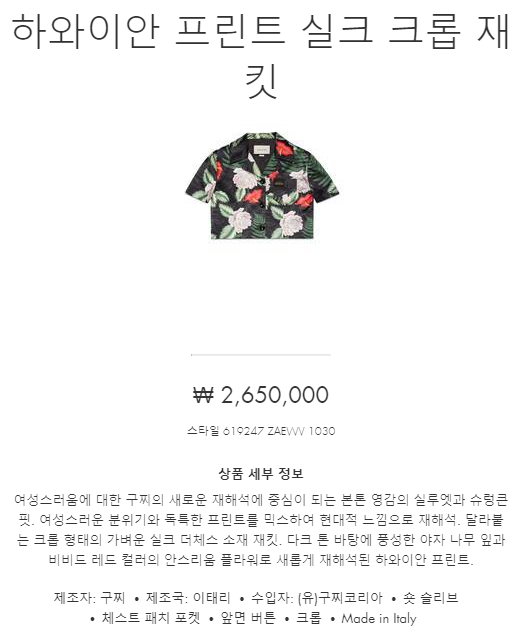 하와이안 프린트 실크 크롭 재
킷
₩ 2,650,000
스타일 619247 ZAEWV 1030
상품 세부 정보
여성스러움에 대한 구찌의 새로운 재해석에 중심이 되는 본톤 영감의 실루엣과 슈렁큰
핏. 여성스러운 분위기와 독특한 프린트를 믹스하여 현대적 느낌으로 재해석. 달라붙
는 크롭 형태의 가벼운 실크 더체스 소재 재킷. 다크 톤 바탕에 풍성한 야자 나무 잎과
비비드 레드 컬러의 안스리움 플라워로 새롭게 재해석된 하와이안 프린트.
제조자: 구찌 • 제조국: 이태리 • 수입자: (유)구찌코리아 • 숏 슬리브
• 체스트 패치 포켓 • 앞면 버튼 • 크롭 • Made in Italy